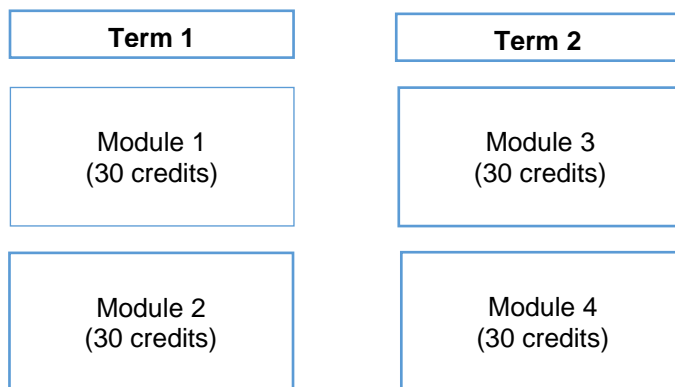 Term 1
Term 2
Module 1
(30 credits)
Module 3
(30 credits)
Module 2
(30 credits)
Module 4
(30 credits)